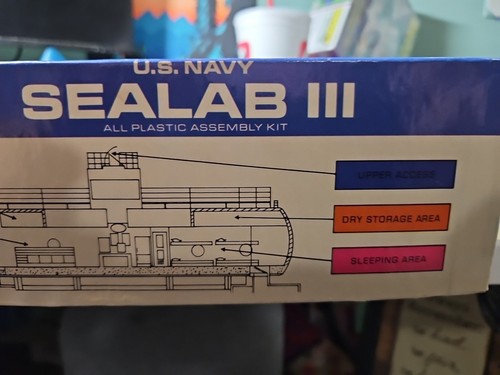 U.S. NAVY
SEALAB III
ALL PLASTIC ASSEMBLY KIT
UPPER ACCESS
DRY STORAGE AREA
SLEEPING AREA